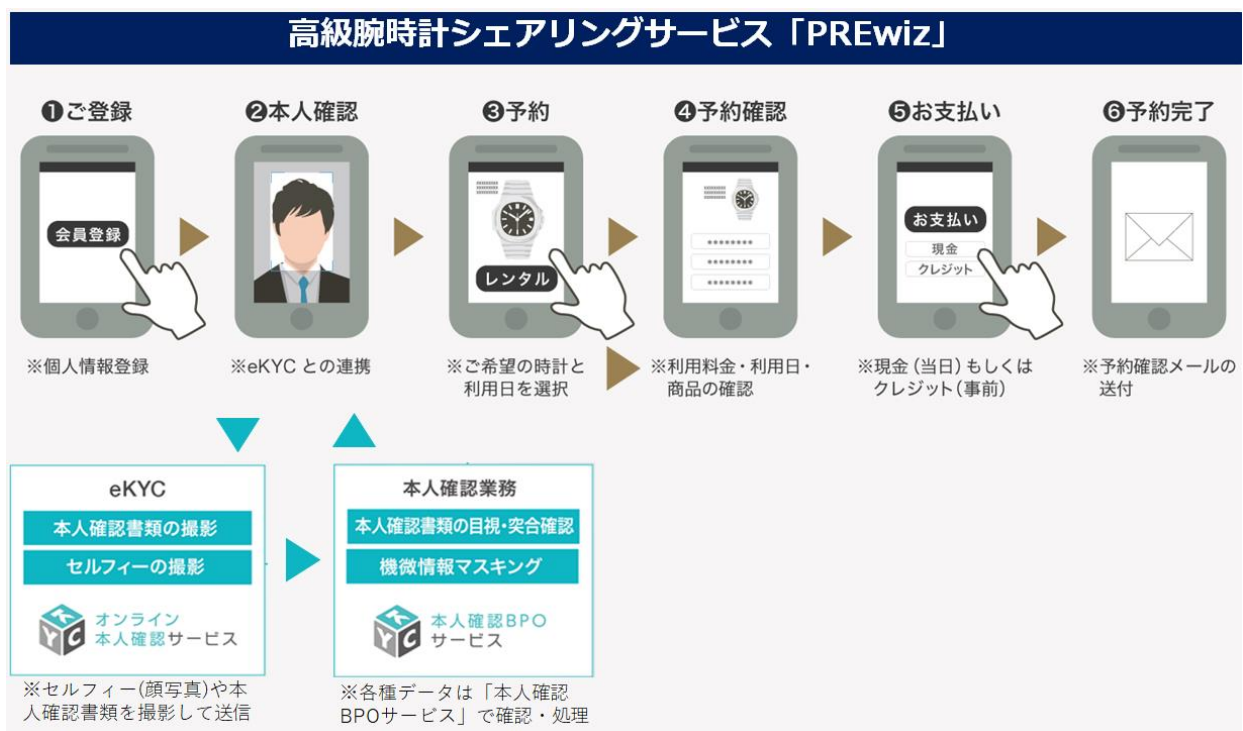 高級腕時計シェアリングサービス「PREwiz」
❶ご登録
❷本人確認
❸予約
❹予約確認
❺お支払い
❻予約完了
会員登録
レンタル
お支払い
現金
クレジット
※個人情報登録
※eKYC との連携
※ご希望の時計と
利用日を選択
※利用料金・利用日・
商品の確認
※現金(当日)もしくは
クレジット(事前)
※予約確認メールの
送付
eKYC
本人確認書類の撮影
セルフィーの撮影
KYC
オンライン
本人確認サービス
※セルフィー(顔写真)や本
人確認書類を撮影して送信
本人確認業務
本人確認書類の目視・突合確認
機微情報マスキング
KYC
本人確認BPO
サービス
※各種データは「本人確認
BPOサービス」で確認・処理